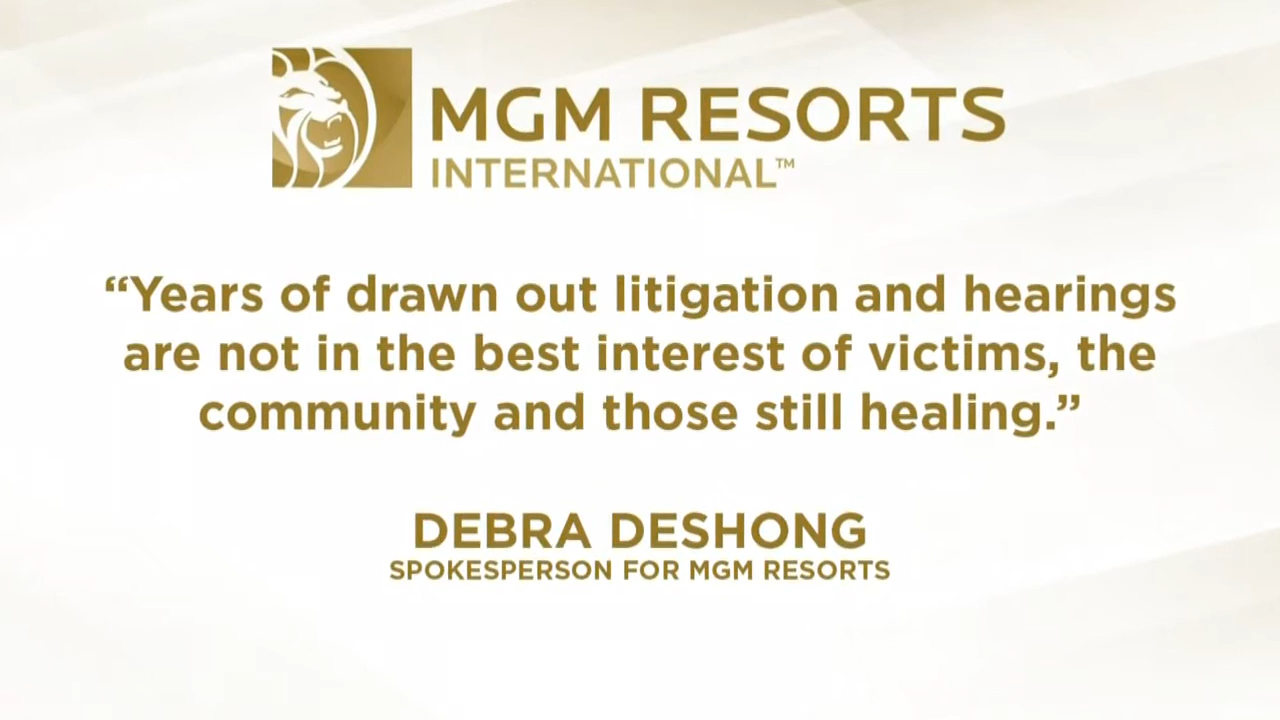 MGM RESORTS
INTERNATIONAL™
“Years of drawn out litigation and hearings
are not in the best interest of victims, the
community and those still healing.”
DEBRA DESHONG
SPOKESPERSON FOR MGM RESORTS